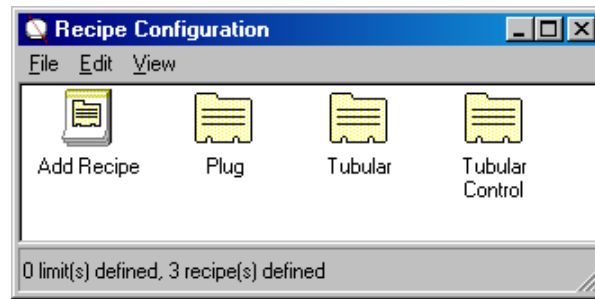 Recipe Configuration
File Edit View
Add Recipe Plug Tubular Tubular
Control
0 limit(s) defined, 3 recipe(s) defined